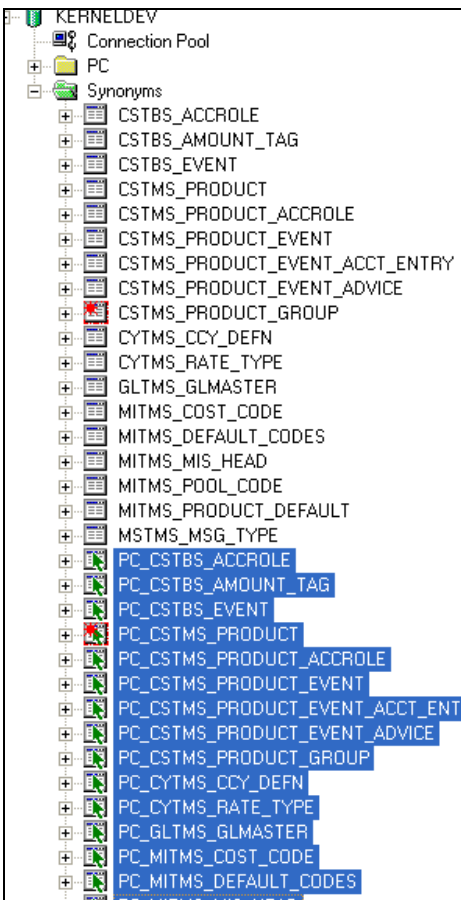 KERNELDEV
Connection Pool
PC
Synonyms
CSTBS_ACCROLE
CSTBS_AMOUNT_TAG
CSTBS_EVENT
CSTMS_PRODUCT
CSTMS_PRODUCT_ACCROLE
CSTMS_PRODUCT_EVENT
CSTMS_PRODUCT_EVENT_ACCT_ENTRY
CSTMS_PRODUCT_EVENT_ADVICE
CSTMS_PRODUCT_GROUP
CYTMS_CCY_DEFN
CYTMS_RATE_TYPE
GLTMS_GLMASTER
MITMS_COST_CODE
MITMS_DEFAULT_CODES
MITMS_MIS_HEAD
MITMS_POOL_CODE
MITMS_PRODUCT_DEFAULT
MSTMS_MSG_TYPE
PC_CSTBS_ACCROLE
PC_CSTBS_AMOUNT_TAG
PC_CSTBS_EVENT
PC_CSTMS_PRODUCT
PC_CSTMS_PRODUCT_ACCROLE
PC_CSTMS_PRODUCT_EVENT
PC_CSTMS_PRODUCT_EVENT_ACCT_ENT
PC_CSTMS_PRODUCT_EVENT_ADVICE
PC_CSTMS_PRODUCT_GROUP
PC_CYTMS_CCY_DEFN
PC_CYTMS_RATE_TYPE
PC_GLTMS_GLMASTER
PC_MITMS_COST_CODE
PC_MITMS_DEFAULT_CODES